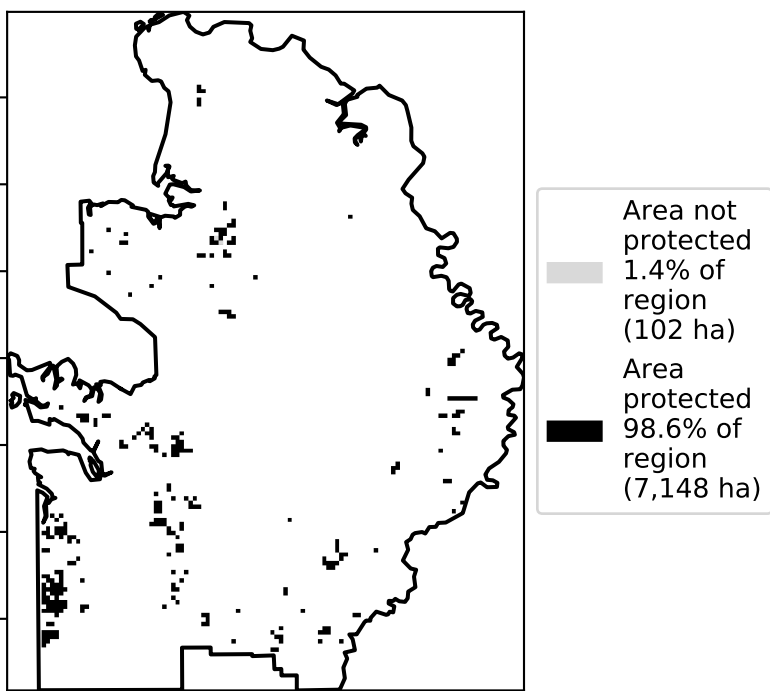 Area not
protected
1.4% of
region
(102 ha)
Area
protected
98.6% of
region
(7,148 ha)